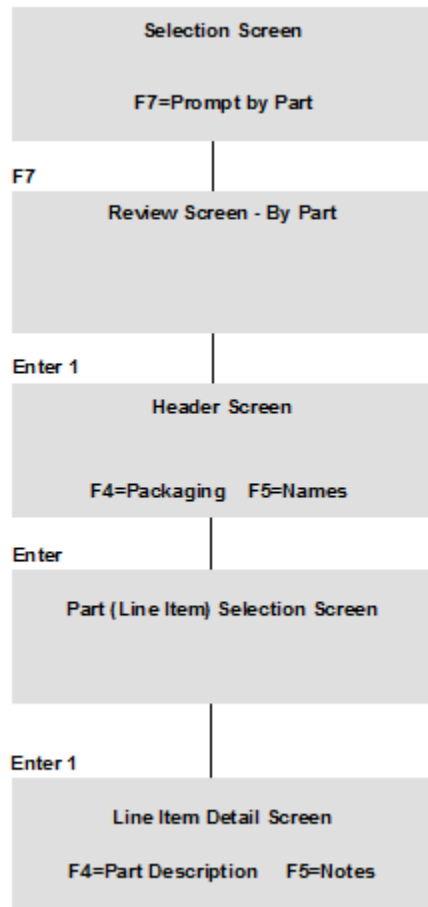 Selection Screen
F7=Prompt by Part
F7
Review Screen - By Part
Enter 1
Header Screen
F4=Packaging F5=Names
Enter
Part (Line Item) Selection Screen
Enter 1
Line Item Detail Screen
F4=Part Description F5=Notes